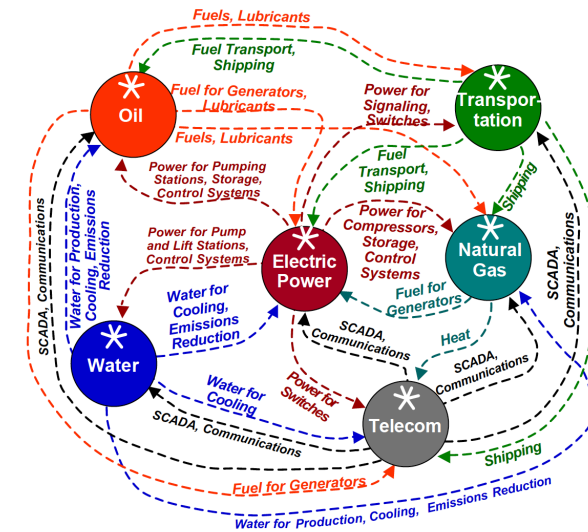 Fuels, Lubricants
Fuel Transport,
Shipping
Fuel for Generators,
Lubricants
Power for
Signaling,
Switches
Transpor-
tation
Oil
Fuels, Lubricants
Fuel
Transport,
Shipping
Shipping
Power for Pumping
Stations, Storage,
Control Systems
Power for
Compressors,
Storage,
Control
Systems
SCADA, Communications
Water for Production,
Cooling, Emissions
Reduction
Power for Pump
and Lift Stations,
Control Systems
Electric
Power
Natural
Gas
SCADA,
Communications
Water for
Cooling,
Emissions
Reduction
Fuel for
Generators
SCADA,
Communications
Heat
SCADA,
Communications
Water
Water for
Cooling
Power for
Switches
Telecom
SCADA, Communications
Shipping
Fuel for Generators
Water for Production, Cooling, Emissions Reduction